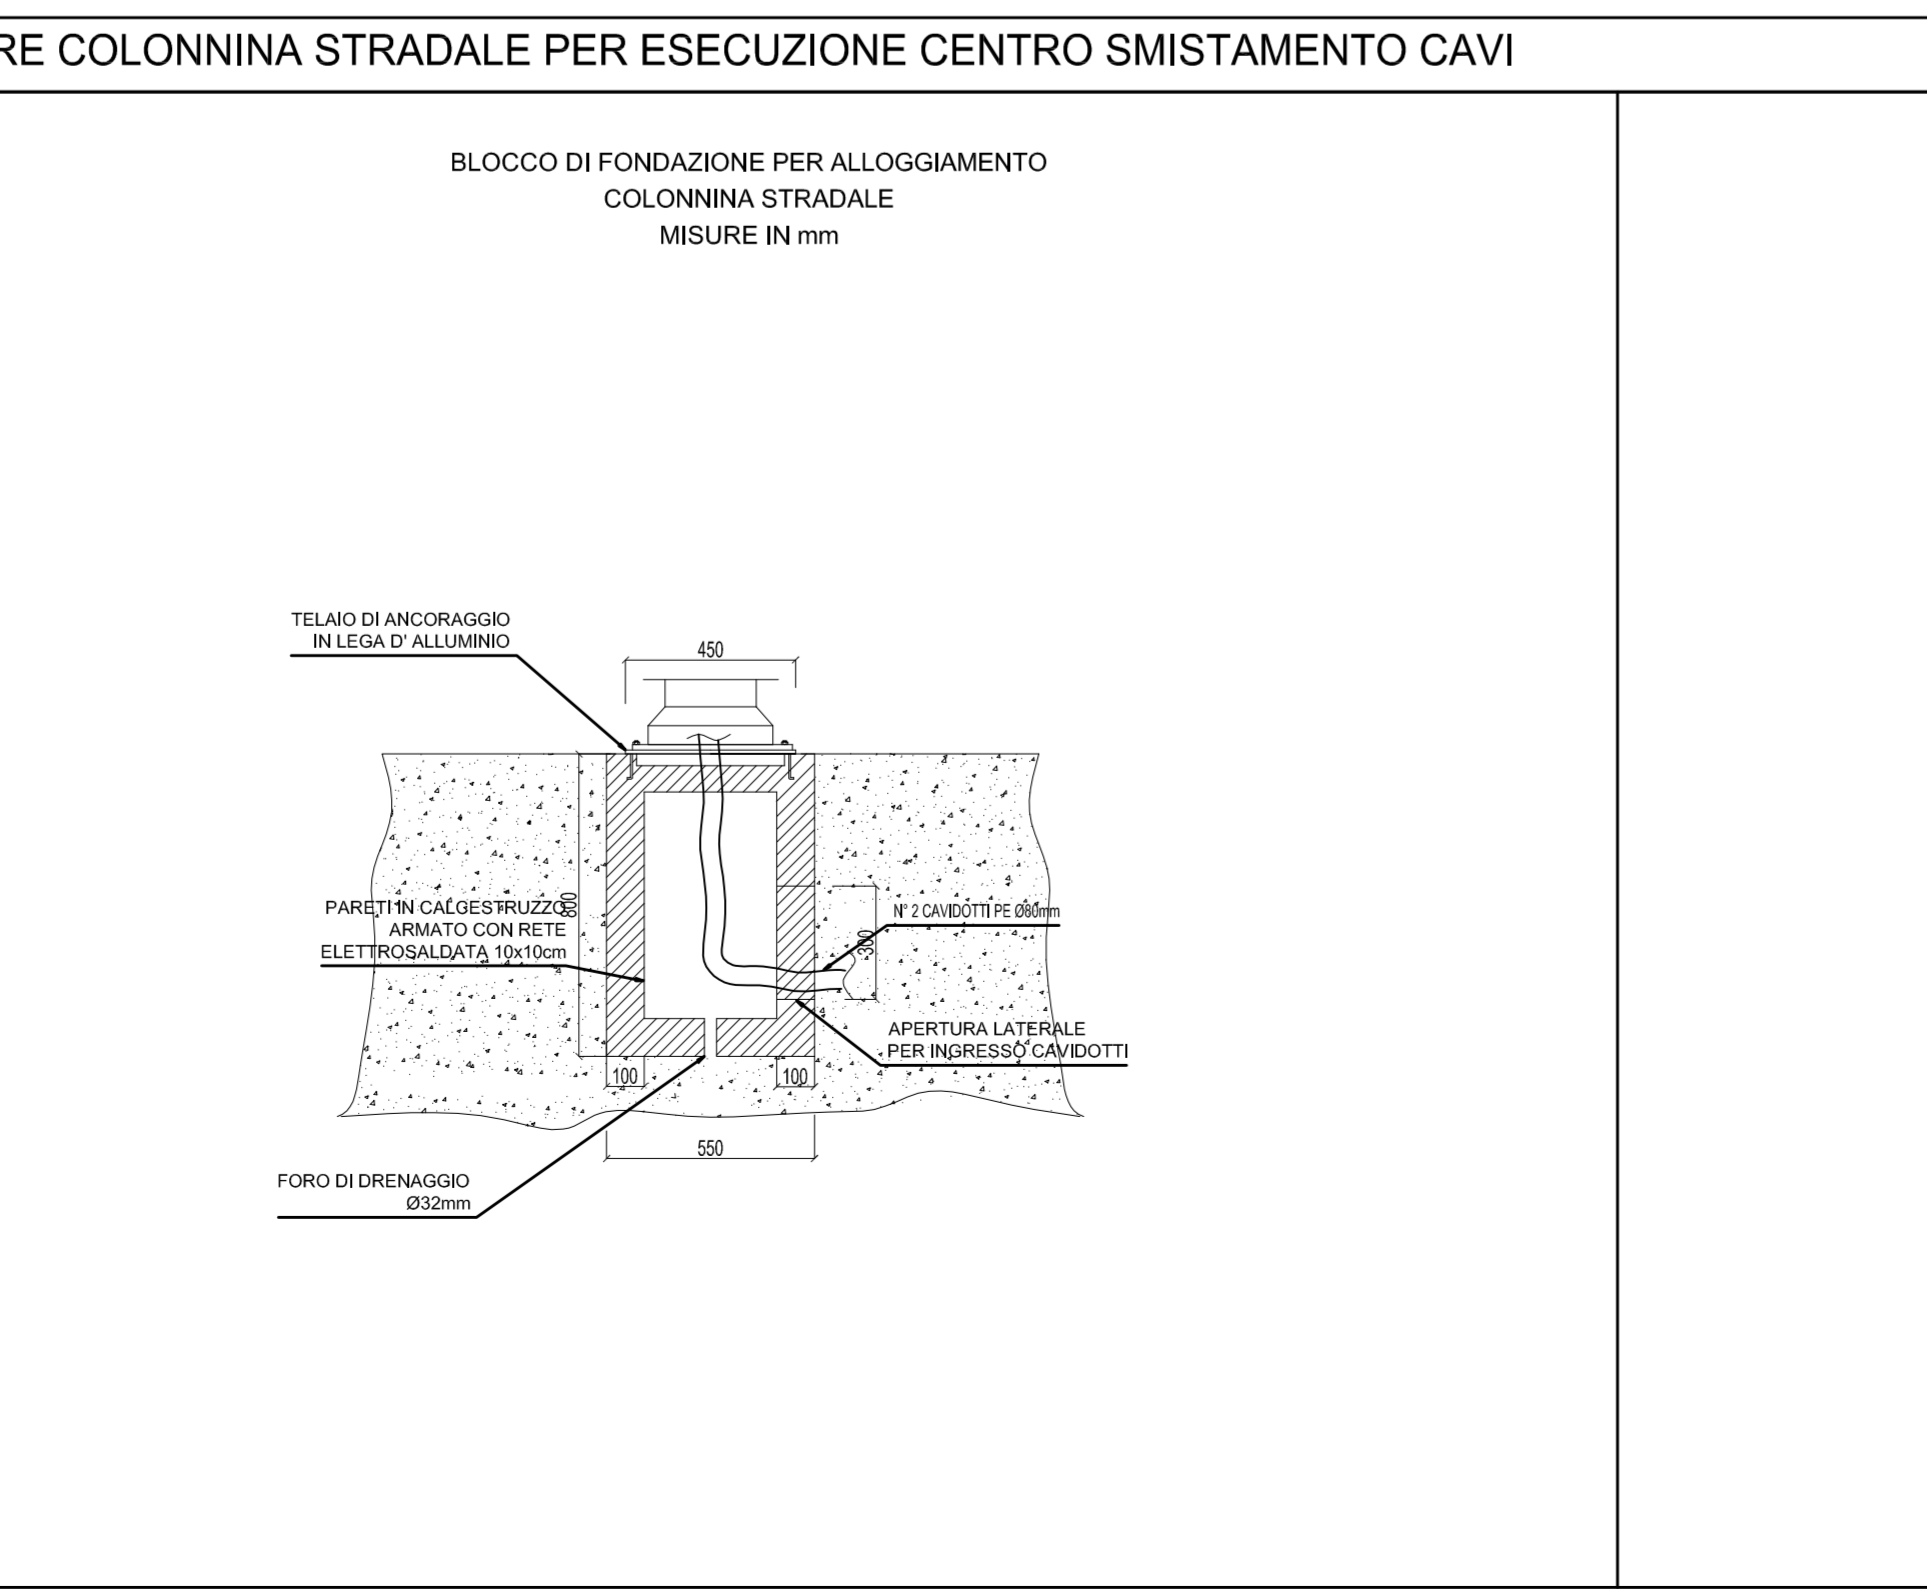 RE COLONNINA STRADALE PER ESECUZIONE CENTRO SMISTAMENTO CAVI
BLOCCO DI FONDAZIONE PER ALLOGGIAMENTO
COLONNINA STRADALE
MISURE IN mm
TELAIO DI ANCORAGGIO
IN LEGA D' ALLUMINIO
450
PARETI IN CALCESTRUZZO
ARMATO CON RETE
ELETTROSALDATA 10x10cm
800
N° 2 CAVIDOTTI PE Ø80mm
300
APERTURA LATERALE
PER INGRESSO CAVIDOTTI
100
100
550
FORO DI DRENAGGIO
Ø32mm